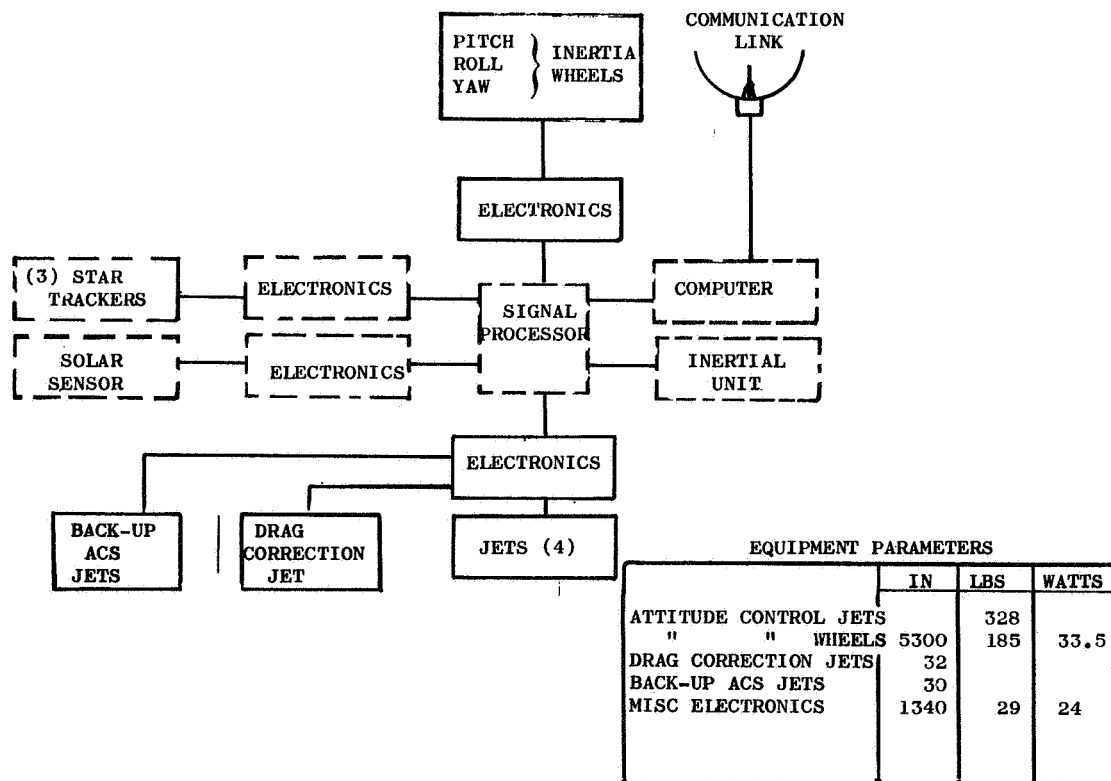 COMMUNICATION
LINK
PITCH
ROLL
YAW
INERTIA
WHEELS
ELECTRONICS
(3) STAR
TRACKERS
ELECTRONICS
SIGNAL
PROCESSOR
COMPUTER
SOLAR
SENSOR
ELECTRONICS
INERTIAL
UNIT
ELECTRONICS
BACK-UP
ACS
JETS
DRAG
CORRECTION
JET
JETS (4)
EQUIPMENT PARAMETERS
IN LBS WATTS
ATTITUDE CONTROL JETS 328
" " WHEELS 5300 185 33.5
DRAG CORRECTION JETS 32
BACK-UP ACS JETS 30
MISC ELECTRONICS 1340 29 24